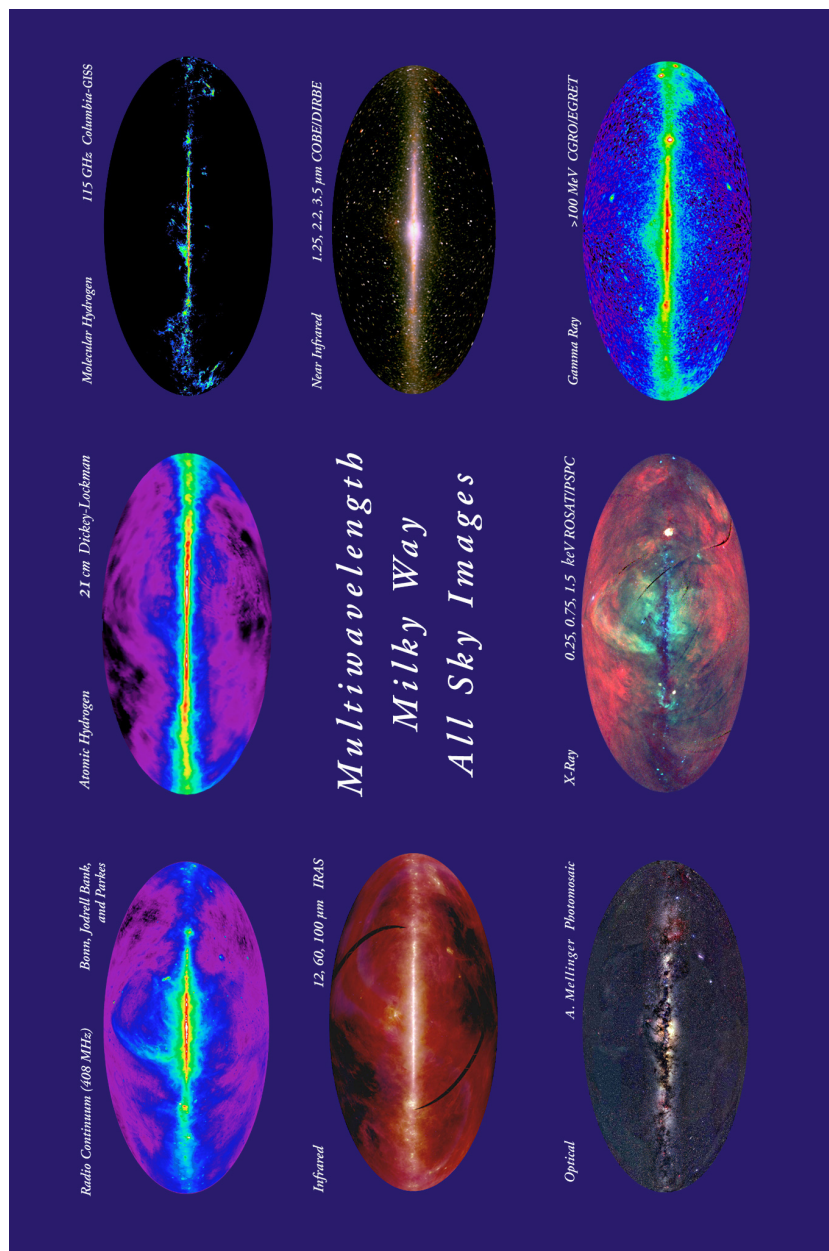 Radio Continuum (408 MHz)
Bonn, Jodrell Bank,
and Parkes
Atomic Hydrogen
21 cm Dickey-Lockman
Molecular Hydrogen
115 GHz Columbia-GISS
Infrared
12, 60, 100 µm IRAS
Multiwavelength
Milky Way
All Sky Images
Near Infrared
1.25, 2.2, 3.5 µm COBE/DIRBE
Optical
A. Mellinger Photomosaic
X-Ray
0.25, 0.75, 1.5 keV ROSAT/PSPC
Gamma Ray
>100 MeV CGRO/EGRET